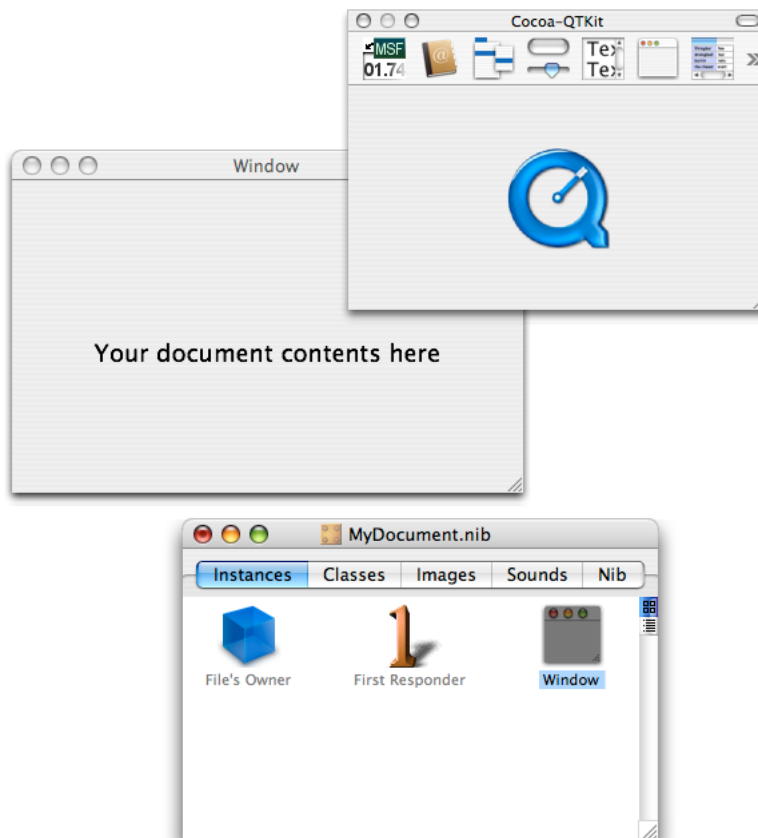 Cocoa-QTKit
MSF
01.74
Tex
Tex
Window
Your document contents here
MyDocument.nib
Instances Classes Images Sounds Nib
File's Owner First Responder Window